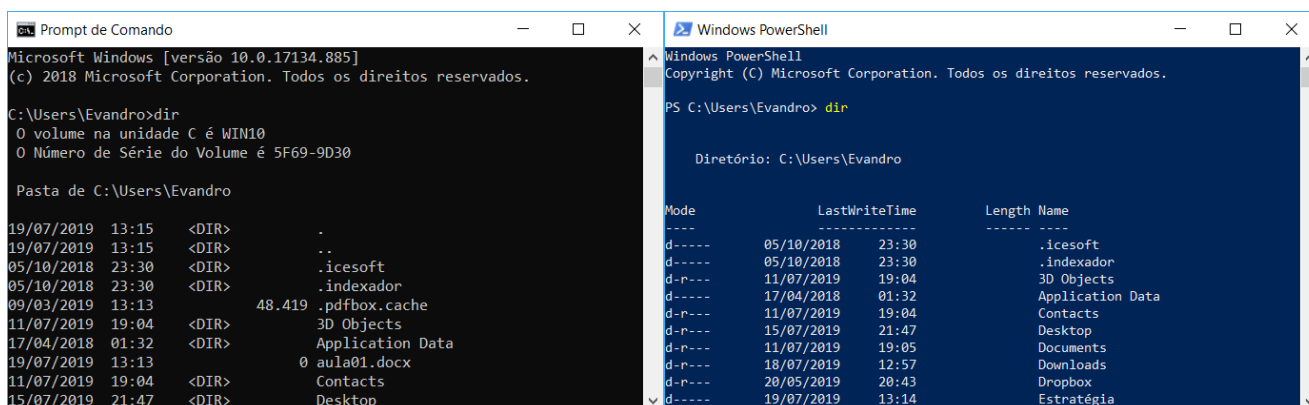 Prompt de Comando
Microsoft Windows [versão 10.0.17134.885]
(c) 2018 Microsoft Corporation. Todos os direitos reservados.
C:\Users\Evandro>dir
O volume na unidade C é WIN10
O Número de Série do Volume é 5F69-9D30
Pasta de C:\Users\Evandro
19/07/2019 13:15 <DIR> .
19/07/2019 13:15 <DIR> ..
05/10/2018 23:30 <DIR> .icesoft
05/10/2018 23:30 <DIR> .indexador
09/03/2019 13:13 48.419 .pdfbox.cache
11/07/2019 19:04 <DIR> 3D Objects
17/04/2018 01:32 <DIR> Application Data
19/07/2019 13:13 0 aula01.docx
11/07/2019 19:04 <DIR> Contacts
15/07/2019 21:47 <DIR> Desktop
Windows PowerShell
Windows PowerShell
Copyright (C) Microsoft Corporation. Todos os direitos reservados.
PS C:\Users\Evandro> dir
Diretório: C:\Users\Evandro
Mode LastWriteTime Length Name
---- ------------- ------ ----
d----- 05/10/2018 23:30 .icesoft
d----- 05/10/2018 23:30 .indexador
d-r--- 11/07/2019 19:04 3D Objects
d----- 17/04/2018 01:32 Application Data
d-r--- 11/07/2019 19:04 Contacts
d-r--- 15/07/2019 21:47 Desktop
d-r--- 11/07/2019 19:05 Documents
d-r--- 18/07/2019 12:57 Downloads
d-r--- 20/05/2019 20:43 Dropbox
d----- 19/07/2019 13:14 Estratégia